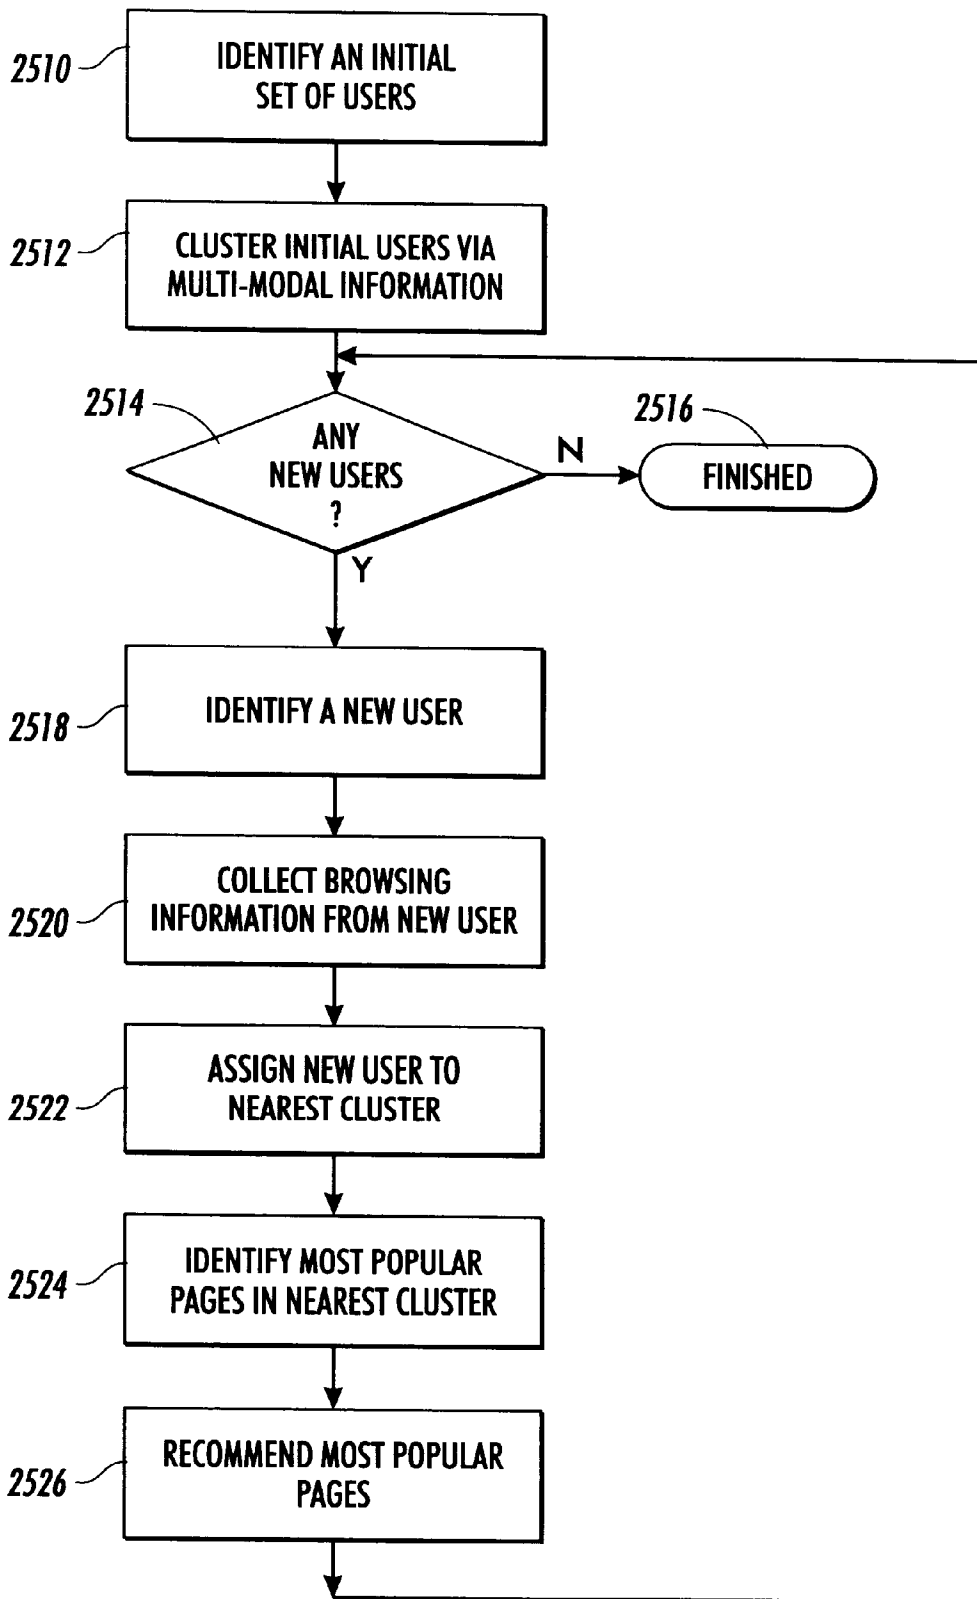 2510
IDENTIFY AN INITIAL
SET OF USERS
2512
CLUSTER INITIAL USERS VIA
MULTI-MODAL INFORMATION
2514
ANY
NEW USERS
?
N
2516
FINISHED
Y
2518
IDENTIFY A NEW USER
2520
COLLECT BROWSING
INFORMATION FROM NEW USER
2522
ASSIGN NEW USER TO
NEAREST CLUSTER
2524
IDENTIFY MOST POPULAR
PAGES IN NEAREST CLUSTER
2526
RECOMMEND MOST POPULAR
PAGES